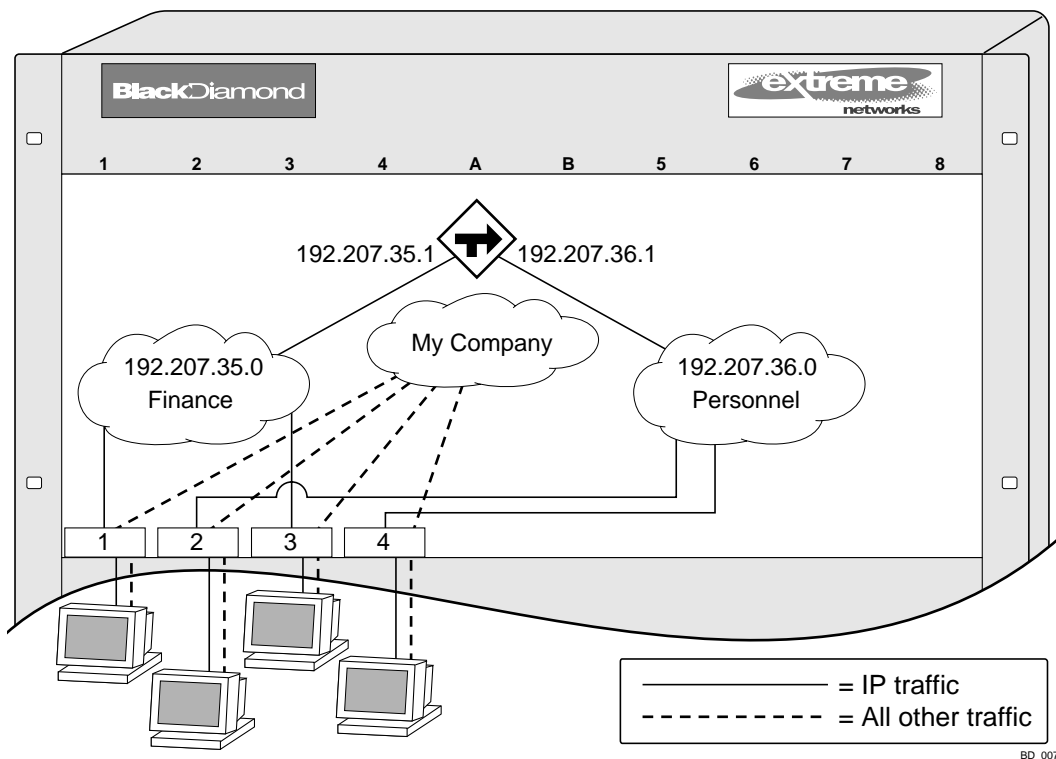 BlackDiamond
extreme
networks
1 2 3 4 A B 5 6 7 8
192.207.35.1 192.207.36.1
My Company
192.207.35.0
Finance
192.207.36.0
Personnel
1 2 3 4
= IP traffic
= All other traffic
BD_007